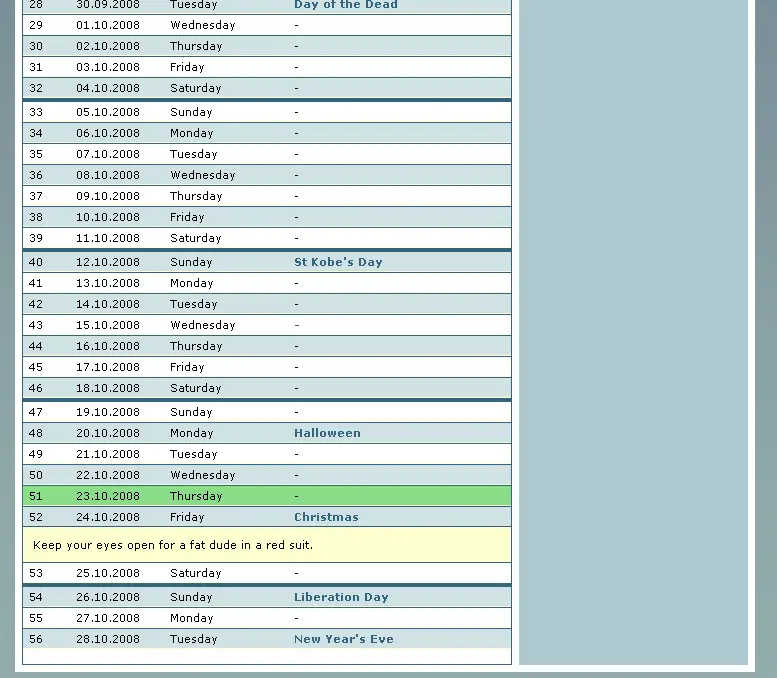 28 30.09.2008 Tuesday Day of the Dead
29 01.10.2008 Wednesday -
30 02.10.2008 Thursday -
31 03.10.2008 Friday -
32 04.10.2008 Saturday -
33 05.10.2008 Sunday -
34 06.10.2008 Monday -
35 07.10.2008 Tuesday -
36 08.10.2008 Wednesday -
37 09.10.2008 Thursday -
38 10.10.2008 Friday -
39 11.10.2008 Saturday -
40 12.10.2008 Sunday St Kobe's Day
41 13.10.2008 Monday -
42 14.10.2008 Tuesday -
43 15.10.2008 Wednesday -
44 16.10.2008 Thursday -
45 17.10.2008 Friday -
46 18.10.2008 Saturday -
47 19.10.2008 Sunday -
48 20.10.2008 Monday Halloween
49 21.10.2008 Tuesday -
50 22.10.2008 Wednesday -
51 23.10.2008 Thursday -
52 24.10.2008 Friday Christmas
Keep your eyes open for a fat dude in a red suit.
53 25.10.2008 Saturday -
54 26.10.2008 Sunday Liberation Day
55 27.10.2008 Monday -
56 28.10.2008 Tuesday New Year's Eve